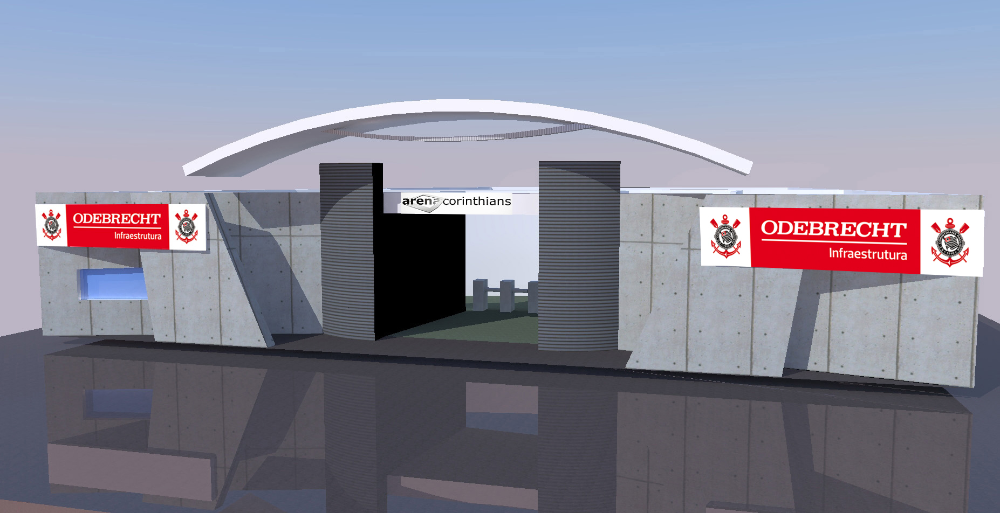 arena corinthians
ODEBRECHT
Infraestrutura
ODEBRECHT
Infraestrutura